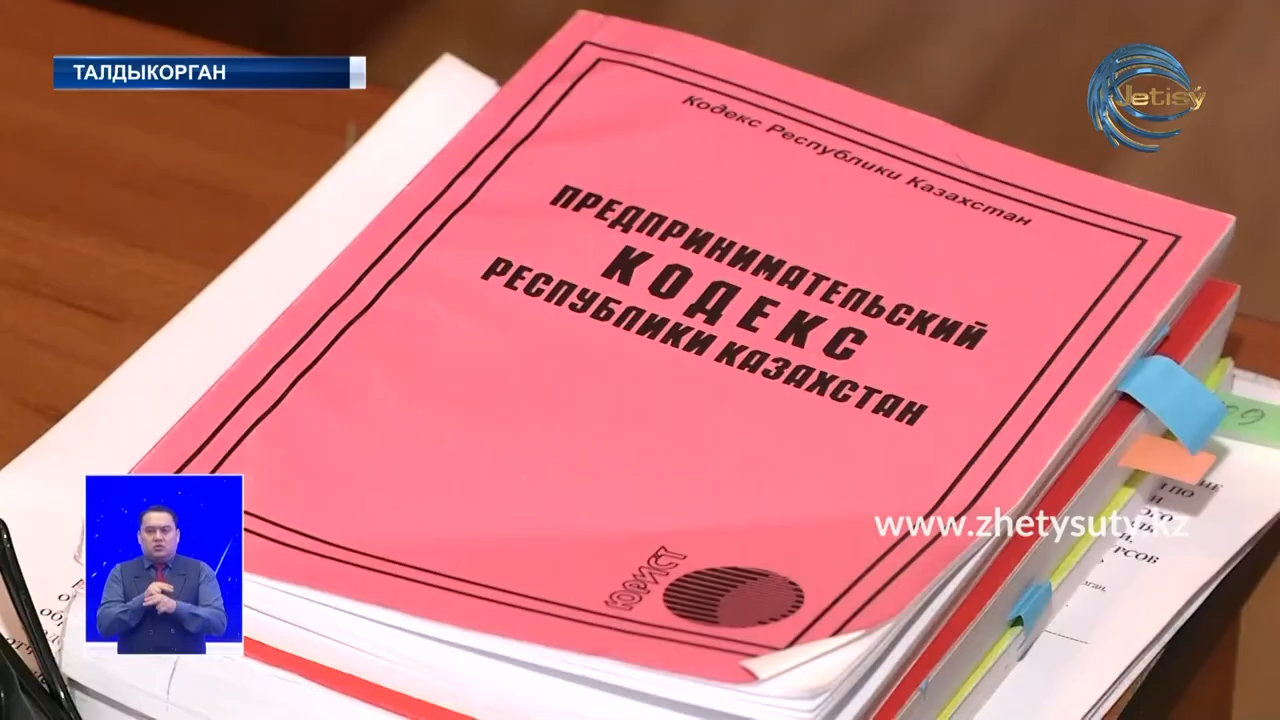 ТАЛДЫКОРГАН
Jetisý
Кодекс Республики Казахстан
ПРЕДПРИНИМАТЕЛЬСКИЙ
КОДЕКС
РЕСПУБЛИКИ КАЗАХСТАН
www.zhetysutv.kz
ЮРИСТ